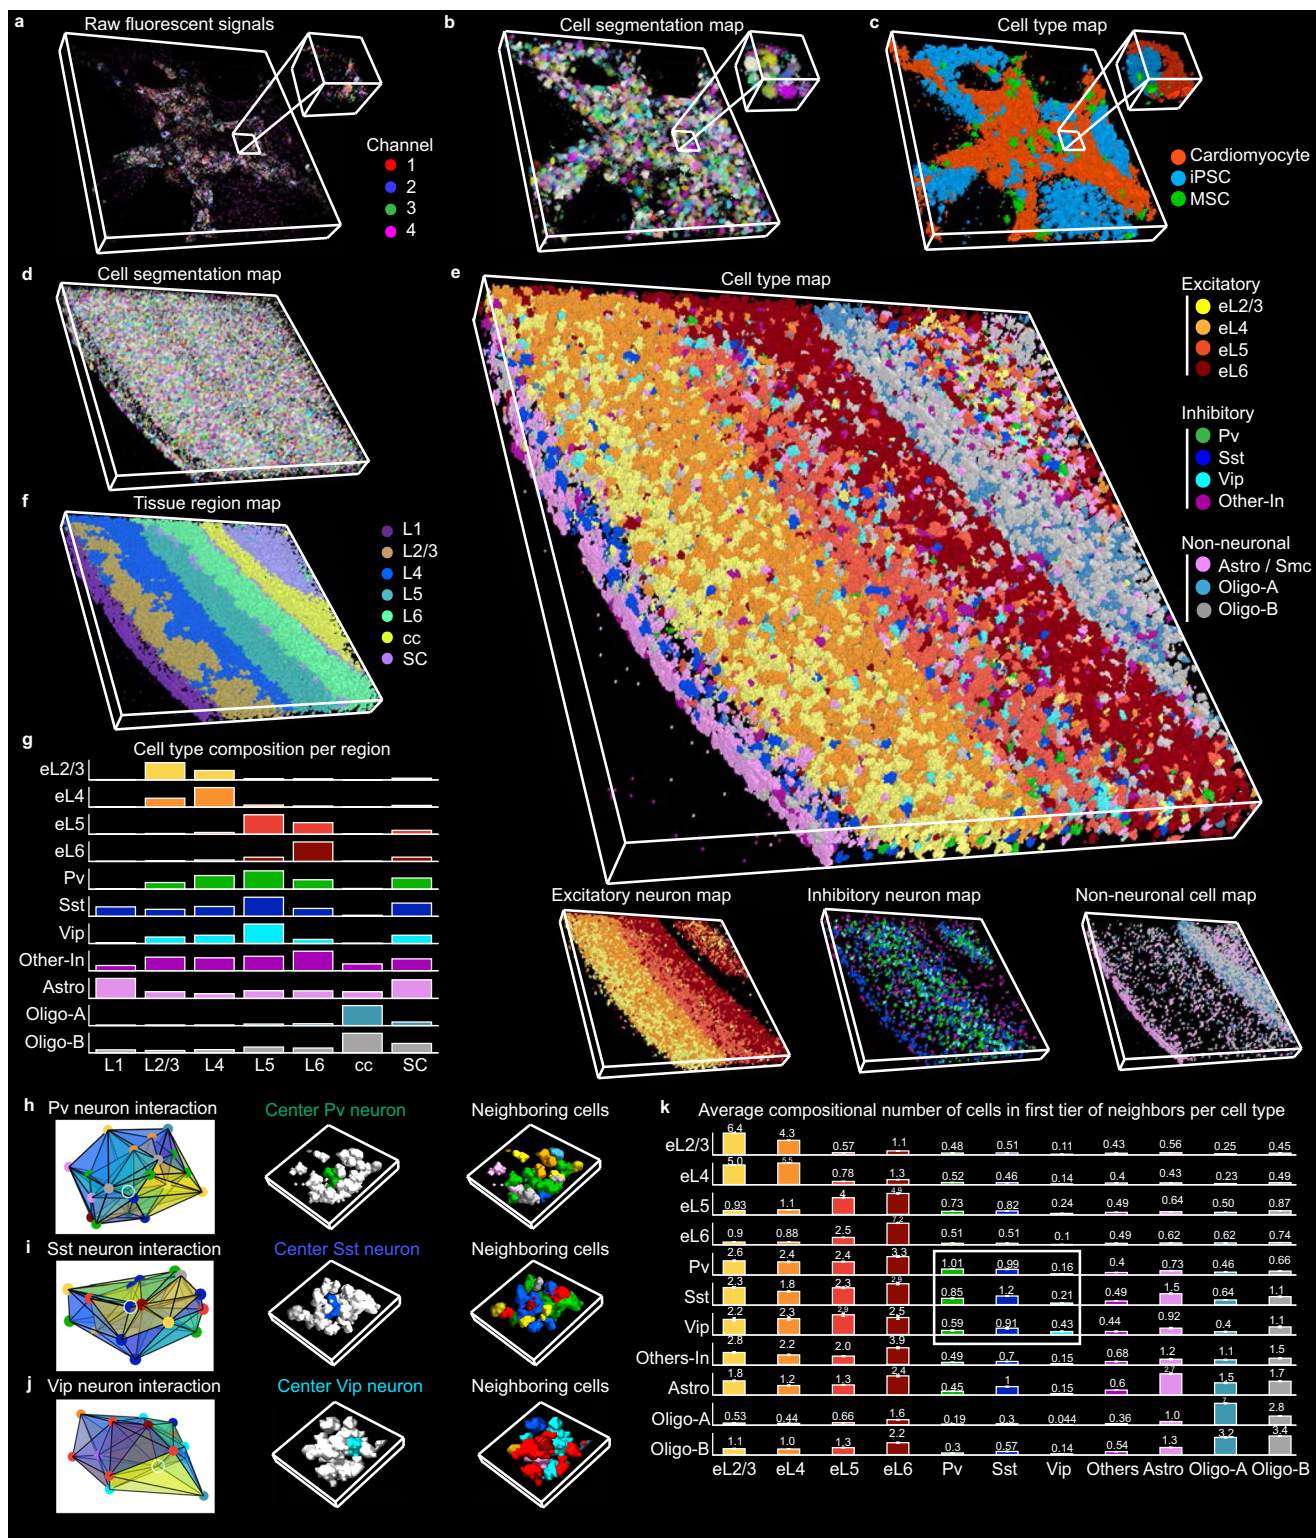 a Raw fluorescent signals
Channel
1
2
3
4
b Cell segmentation map
c Cell type map
Cardiomyocyte
iPSC
MSC
d Cell segmentation map
e Cell type map
Excitatory
eL2/3
eL4
eL5
eL6
Inhibitory
Pv
Sst
Vip
Other-In
Non-neuronal
Astro / Smc
Oligo-A
Oligo-B
Excitatory neuron map
Inhibitory neuron map
Non-neuronal cell map
f Tissue region map
L1
L2/3
L4
L5
L6
cc
SC
g Cell type composition per region
eL2/3
eL4
eL5
eL6
Pv
Sst
Vip
Other-In
Astro
Oligo-A
Oligo-B
L1 L2/3 L4 L5 L6 cc SC
h Pv neuron interaction Center Pv neuron Neighboring cells
i Sst neuron interaction Center Sst neuron Neighboring cells
j Vip neuron interaction Center Vip neuron Neighboring cells
k Average compositional number of cells in first tier of neighbors per cell type
eL2/3 6.4 4.3 0.57 1.1 0.48 0.51 0.11 0.43 0.56 0.25 0.45
eL4 5.0 5.5 0.78 1.3 0.52 0.46 0.14 0.4 0.43 0.23 0.49
eL5 0.93 1.1 4 4.9 0.73 0.82 0.24 0.49 0.64 0.50 0.87
eL6 0.9 0.88 2.5 7.2 0.51 0.51 0.1 0.49 0.62 0.62 0.74
Pv 2.6 2.4 2.4 3.3 1.01 0.99 0.16 0.4 0.73 0.46 0.66
Sst 2.3 1.8 2.3 2.9 0.85 1.2 0.21 0.49 1.5 0.64 1.1
Vip 2.2 2.3 2.9 2.5 0.59 0.91 0.43 0.44 0.92 0.4 1.1
Others-In 2.8 2.2 2.0 3.9 0.49 0.7 0.15 0.68 1.2 1.1 1.5
Astro 1.8 1.2 1.3 2.4 0.45 1 0.15 0.6 2.7 1.5 1.7
Oligo-A 0.53 0.44 0.66 1.6 0.19 0.3 0.044 0.36 1.0 7 2.8
Oligo-B 1.1 1.0 1.3 2.2 0.3 0.57 0.14 0.54 1.3 3.2 3.4
eL2/3 eL4 eL5 eL6 Pv Sst Vip Others Astro Oligo-A Oligo-B